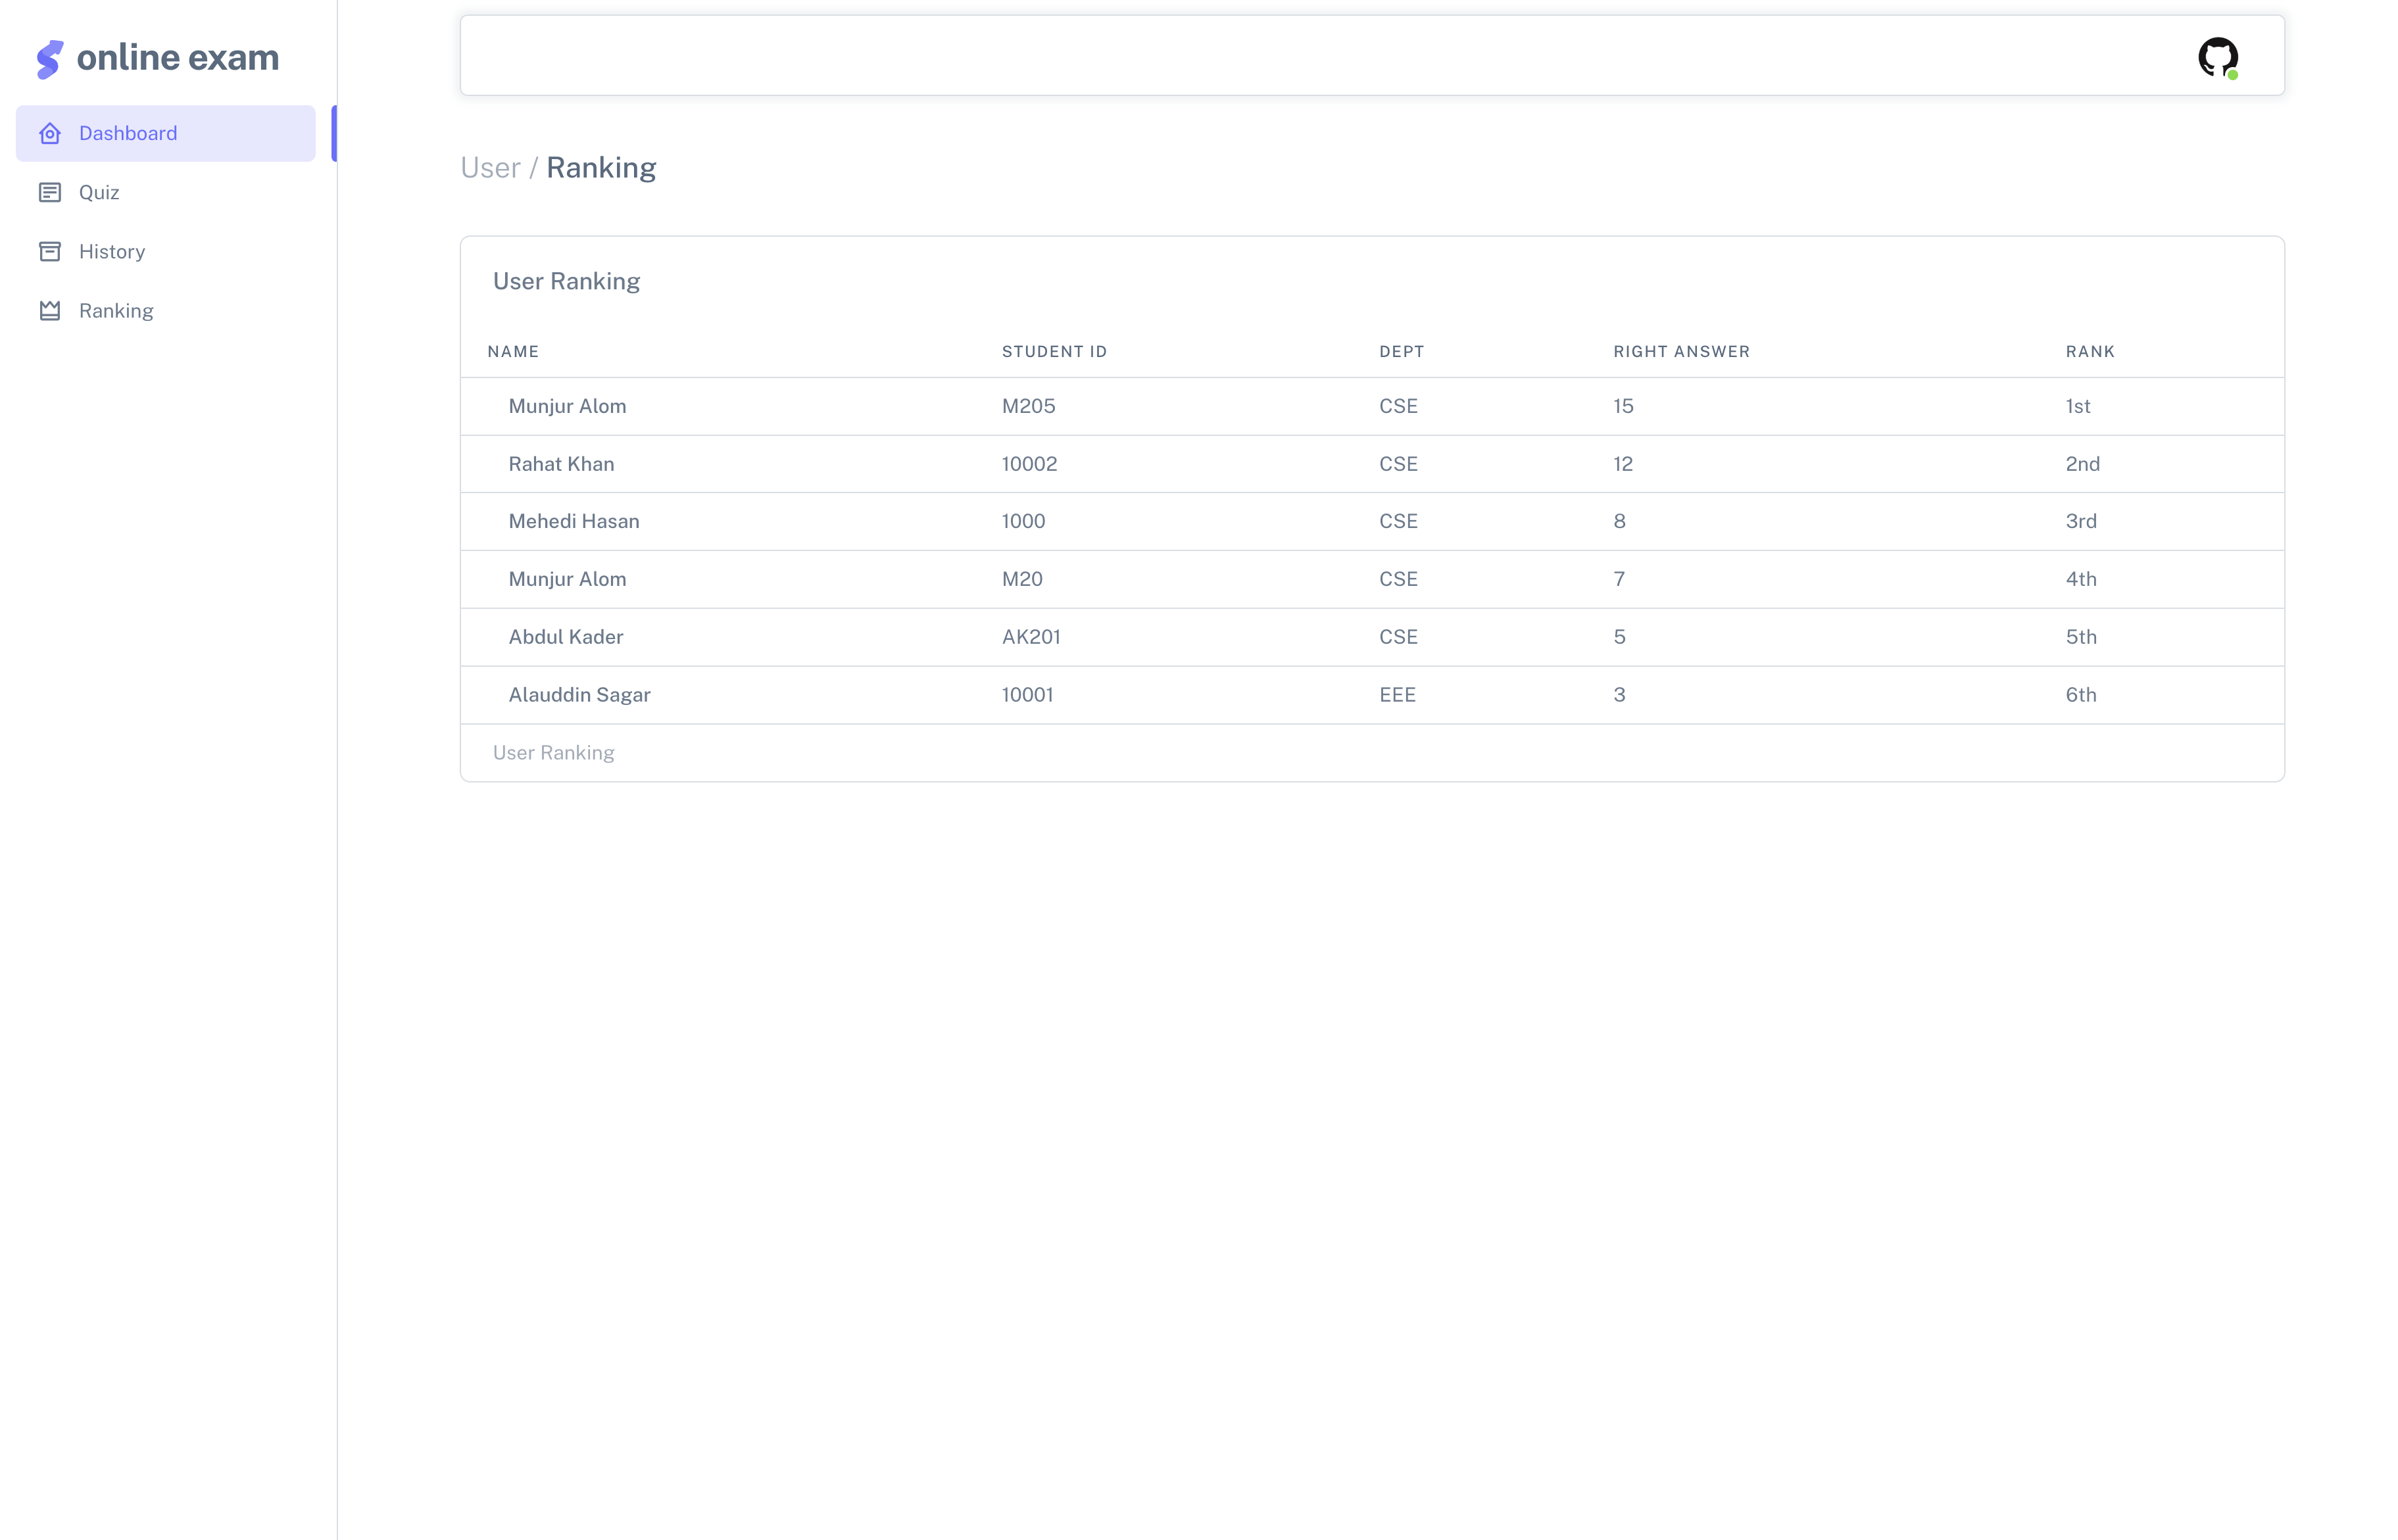 online exam
Dashboard
Quiz
History
Ranking
User / Ranking
User Ranking
NAME STUDENT ID DEPT RIGHT ANSWER RANK
Munjur Alom M205 CSE 15 1st
Rahat Khan 10002 CSE 12 2nd
Mehedi Hasan 1000 CSE 8 3rd
Munjur Alom M20 CSE 7 4th
Abdul Kader AK201 CSE 5 5th
Alauddin Sagar 10001 EEE 3 6th
User Ranking